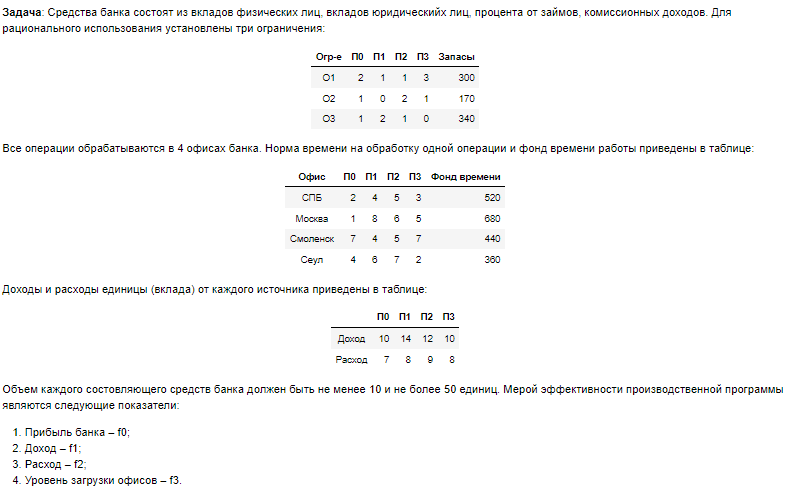 Задача: Средства банка состоят из вкладов физических лиц, вкладов юридическийх лиц, процента от займов, комиссионных доходов. Для
рационального использования установлены три ограничения:
Огр-е П0 П1 П2 П3 Запасы
О1 2 1 1 3 300
О2 1 0 2 1 170
О3 1 2 1 0 340
Все операции обрабатываются в 4 офисах банка. Норма времени на обработку одной операции и фонд времени работы приведены в таблице:
Офис П0 П1 П2 П3 Фонд времени
СПБ 2 4 5 3 520
Москва 1 8 6 5 680
Смоленск 7 4 5 7 440
Сеул 4 6 7 2 360
Доходы и расходы единицы (вклада) от каждого источника приведены в таблице:
П0 П1 П2 П3
Доход 10 14 12 10
Расход 7 8 9 8
Объем каждого состовляющего средств банка должен быть не менее 10 и не более 50 единиц. Мерой эффективности производственной программы
являются следующие показатели:
1. Прибыль банка – f0;
2. Доход – f1;
3. Расход – f2;
4. Уровень загрузки офисов – f3.